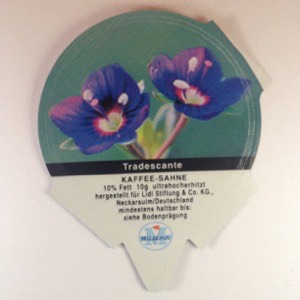 Tradescante
KAFFEE-SAHNE
10% Fett 10g ultrahocherhitzt
hergestellt für Lidl Stiftung & Co. KG.,
Neckarsulm/Deutschland
mindestens haltbar bis:
siehe Bodenprägung
MILBONA